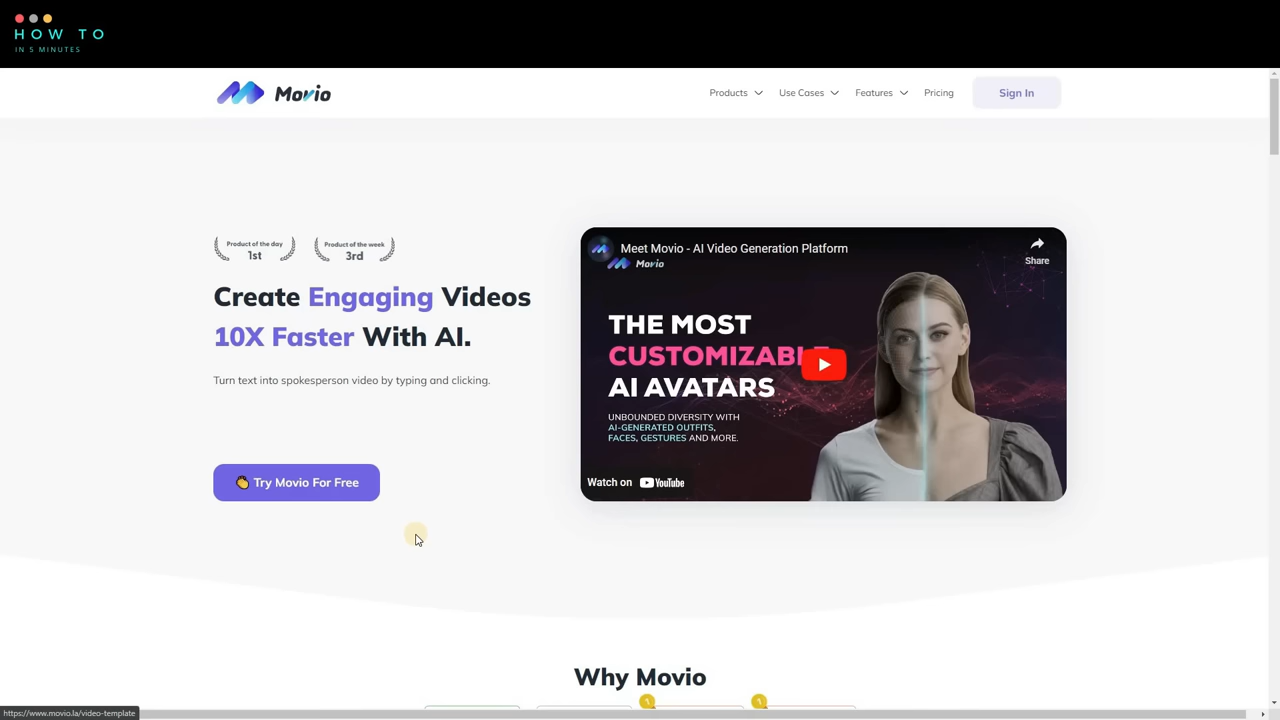 HOW TO
IN 5 MINUTES
Movio
Products
Use Cases
Features
Pricing
Sign In
Product of the day
1st
Product of the week
3rd
Create Engaging Videos
10X Faster With AI.
Turn text into spokesperson video by typing and clicking.
👏 Try Movio For Free
Meet Movio - AI Video Generation Platform
Movio
Share
THE MOST
CUSTOMIZABL
AI AVATARS
UNBOUNDED DIVERSITY WITH
AI-GENERATED OUTFITS,
FACES, GESTURES AND MORE.
Watch on YouTube
Why Movio
https://www.movio.la/video-template